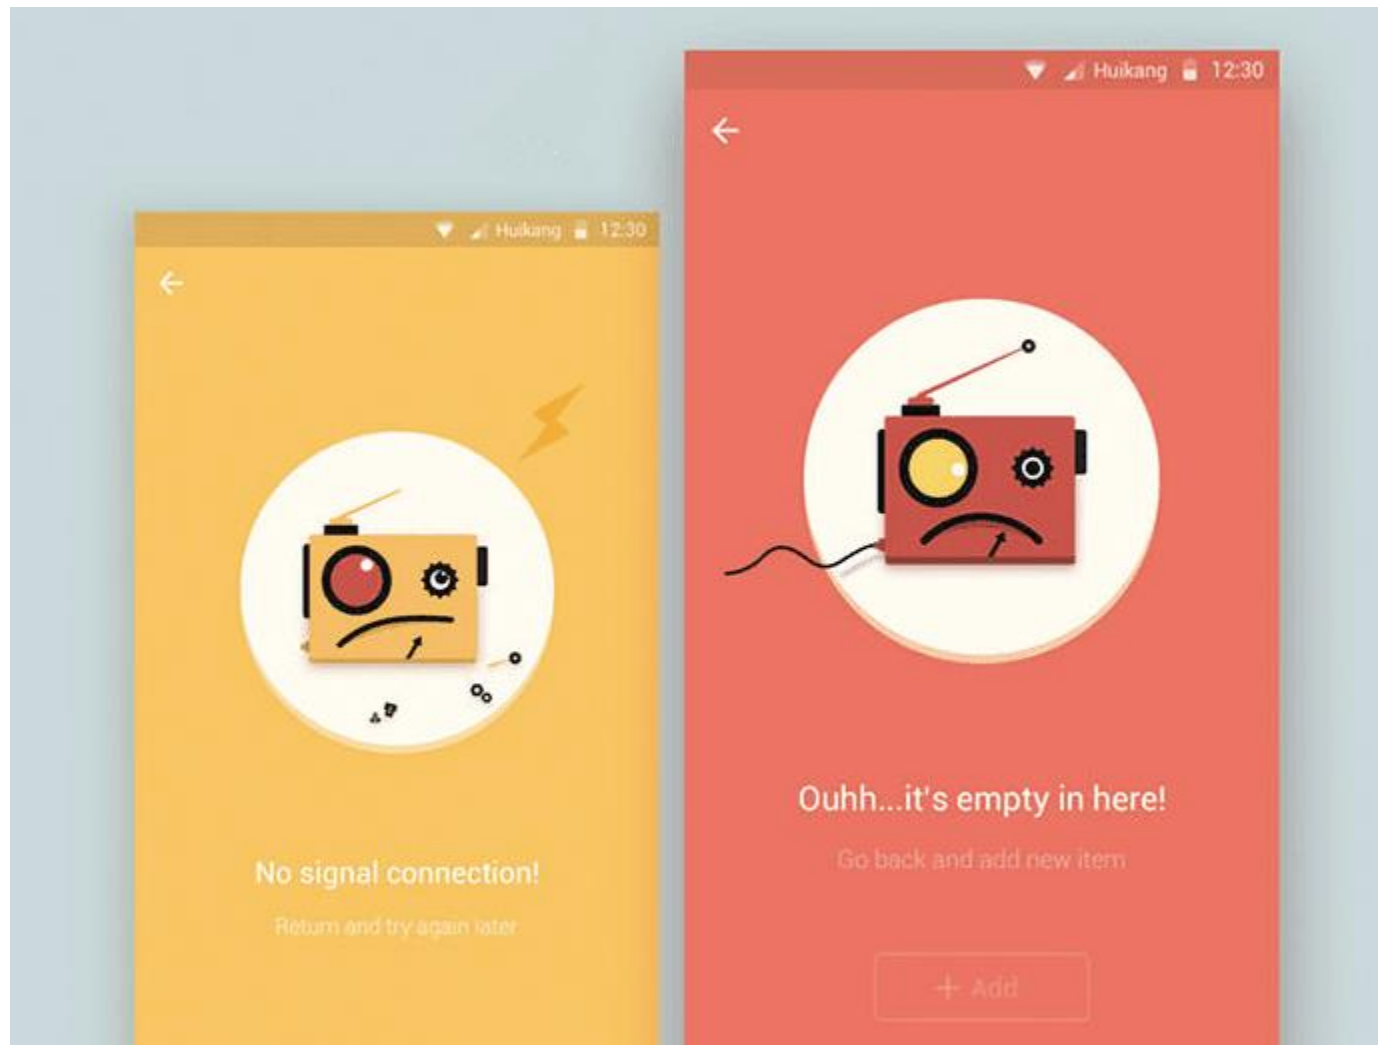 Huikang 12:30
No signal connection!
Return and try again later
Huikang 12:30
Ouhh...it's empty in here!
Go back and add new item
+ Add